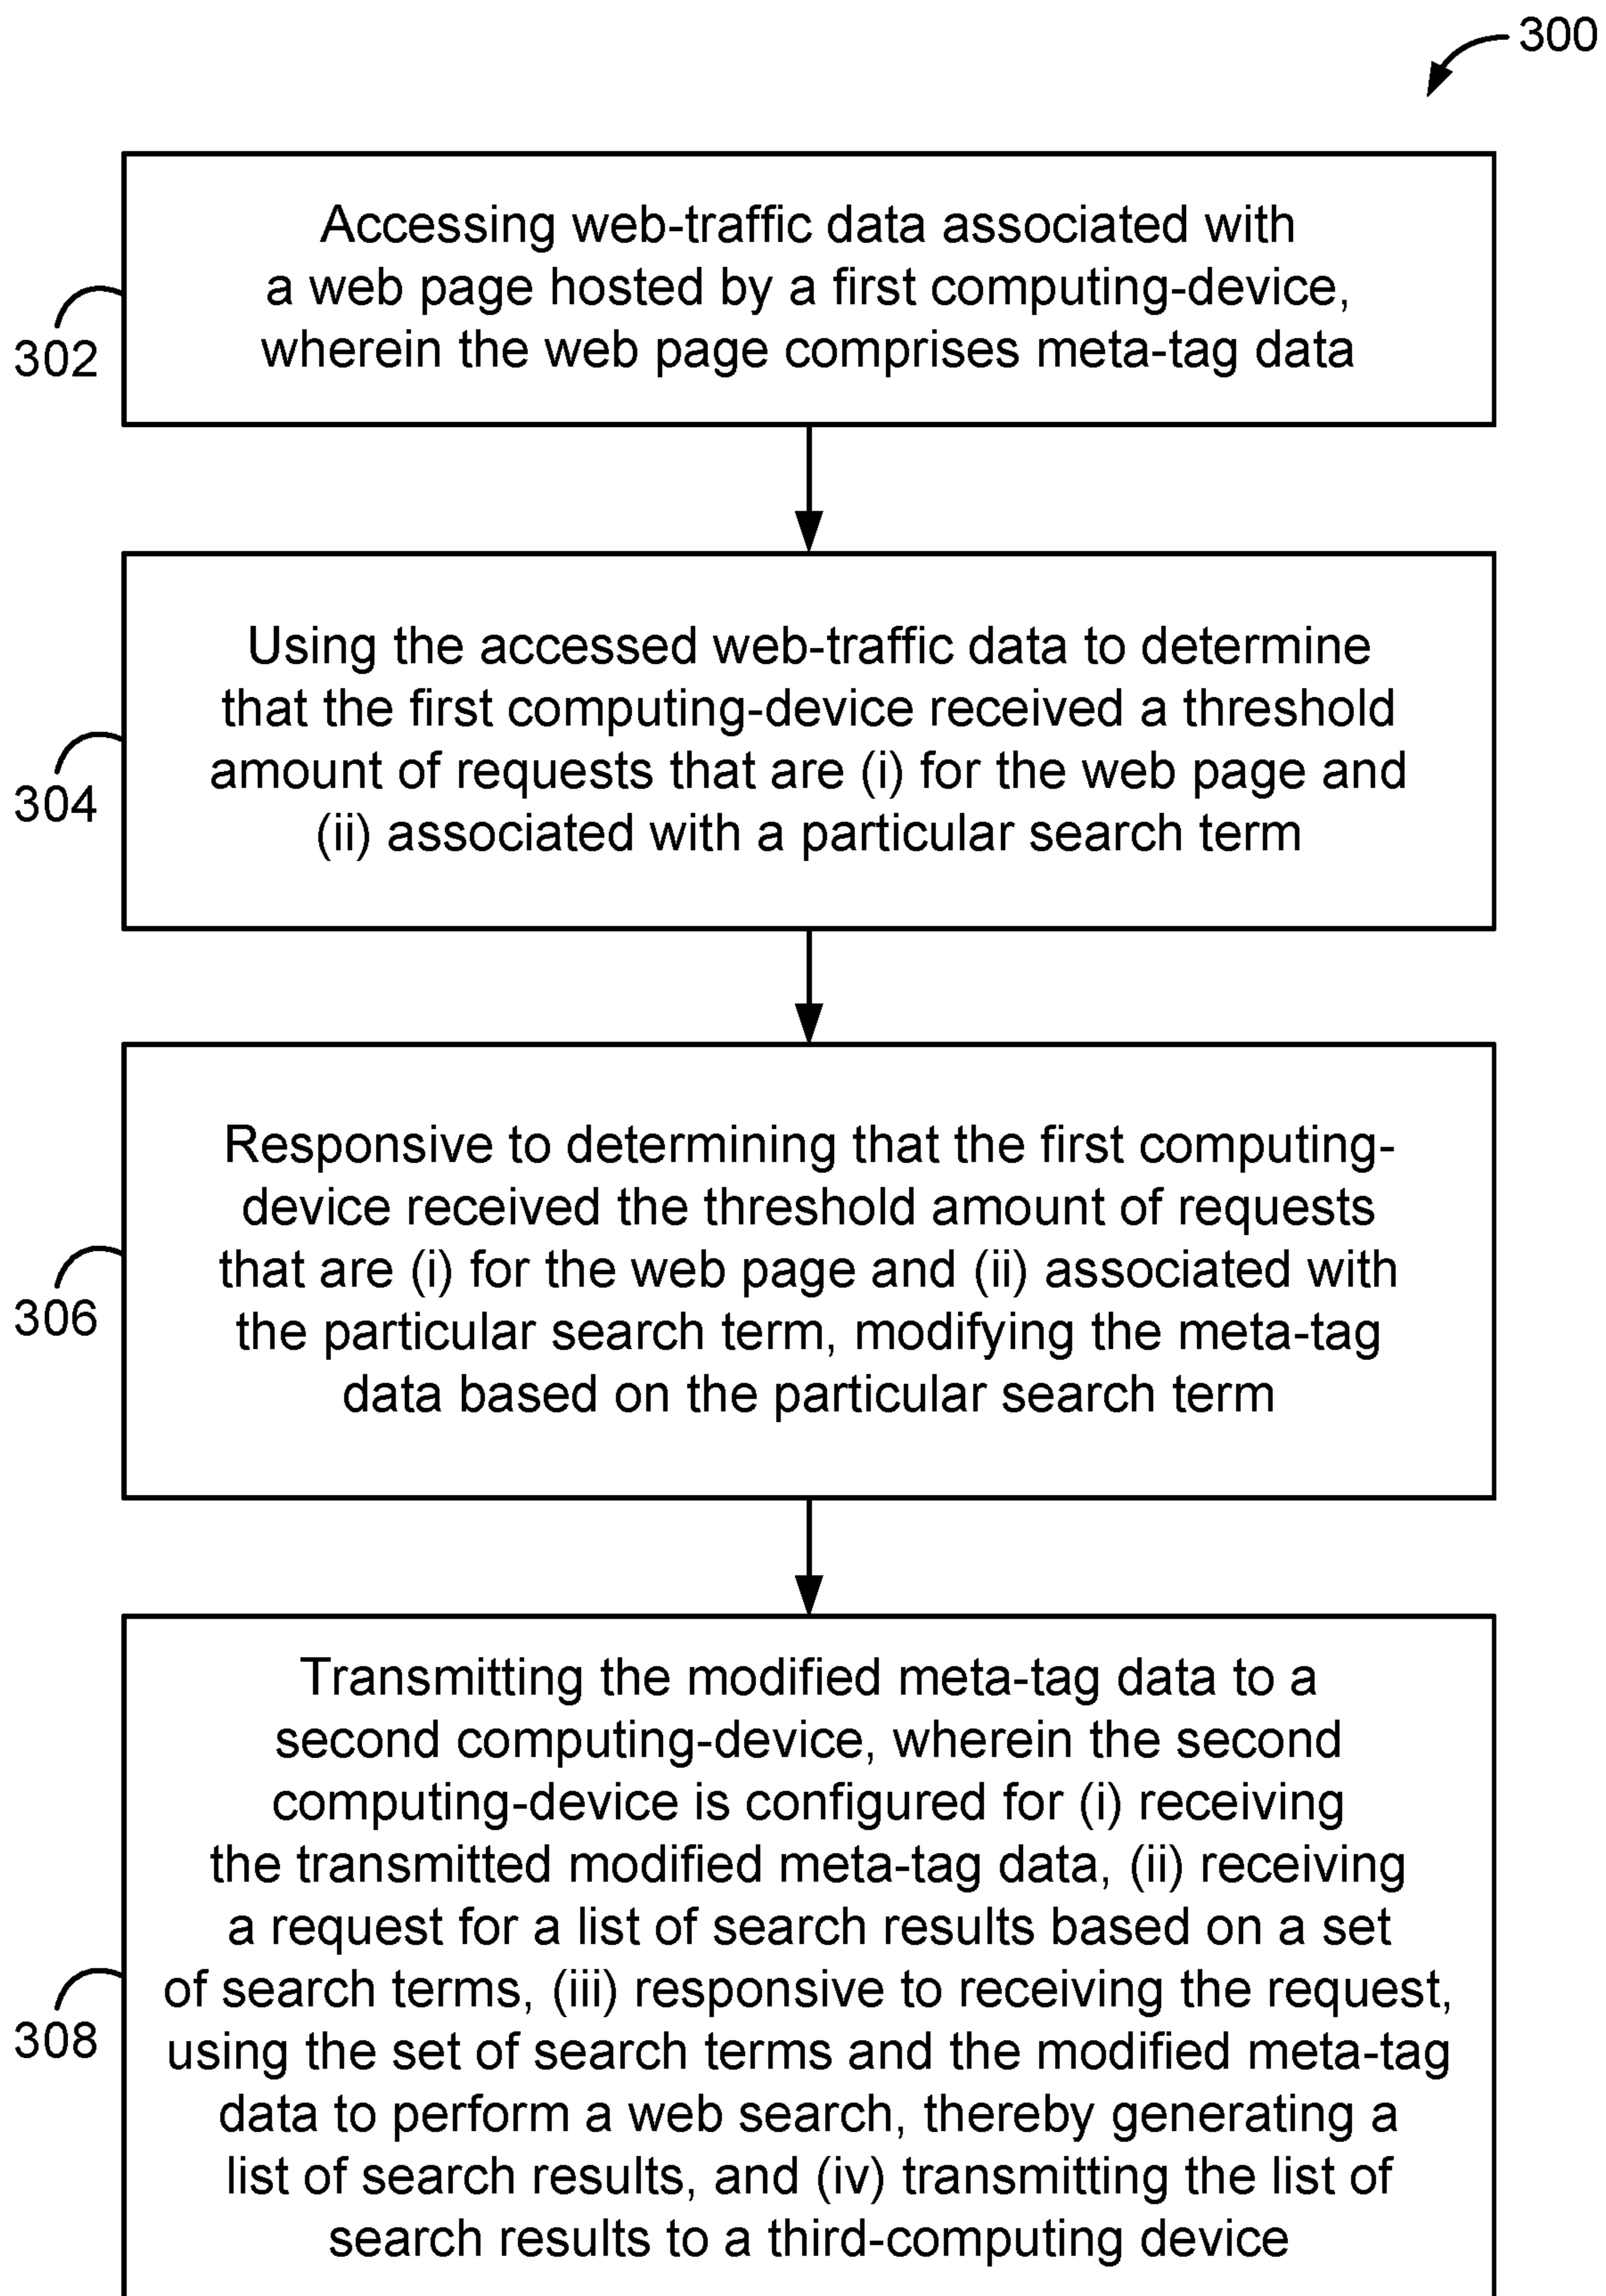 300
Accessing web-traffic data associated with
a web page hosted by a first computing-device,
wherein the web page comprises meta-tag data
302
Using the accessed web-traffic data to determine
that the first computing-device received a threshold
amount of requests that are (i) for the web page and
(ii) associated with a particular search term
304
Responsive to determining that the first computing-
device received the threshold amount of requests
that are (i) for the web page and (ii) associated with
the particular search term, modifying the meta-tag
data based on the particular search term
306
Transmitting the modified meta-tag data to a
second computing-device, wherein the second
computing-device is configured for (i) receiving
the transmitted modified meta-tag data, (ii) receiving
a request for a list of search results based on a set
of search terms, (iii) responsive to receiving the request,
using the set of search terms and the modified meta-tag
data to perform a web search, thereby generating a
list of search results, and (iv) transmitting the list of
search results to a third-computing device
308